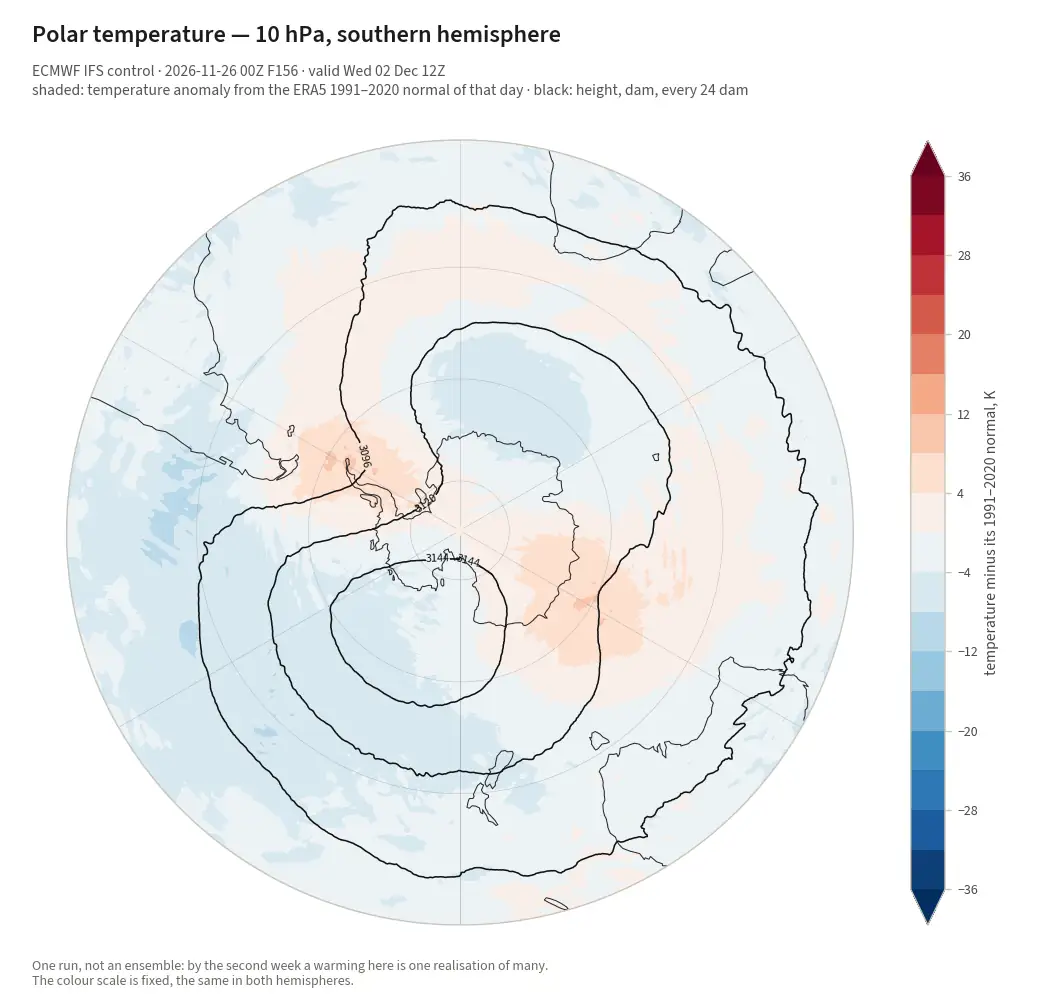 Polar temperature — 10 hPa, southern hemisphere
ECMWF IFS control · 2026-11-26 00Z F156 · valid Wed 02 Dec 12Z
shaded: temperature anomaly from the ERA5 1991–2020 normal of that day · black: height, dam, every 24 dam
36
28
20
12
4
−4
−12
−20
−28
−36
temperature minus its 1991–2020 normal, K
3096
3120
3144
3144
One run, not an ensemble: by the second week a warming here is one realisation of many.
The colour scale is fixed, the same in both hemispheres.